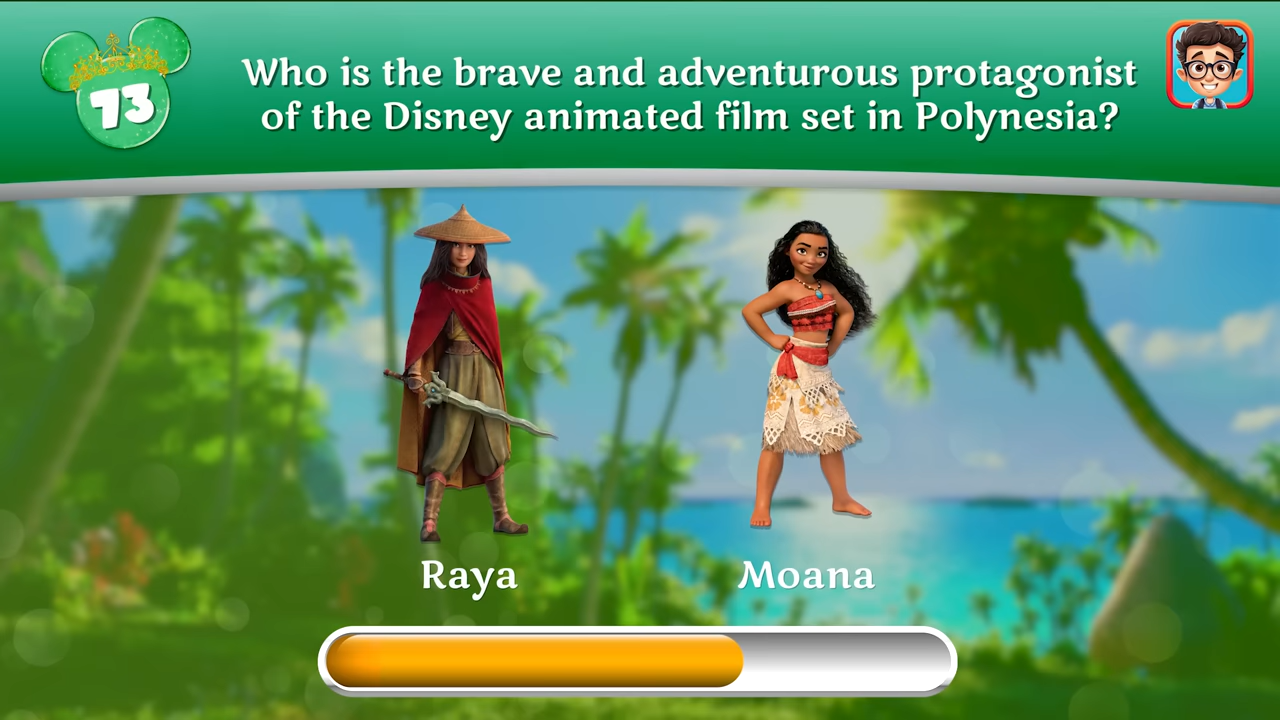 73
Who is the brave and adventurous protagonist
of the Disney animated film set in Polynesia?
Raya
Moana